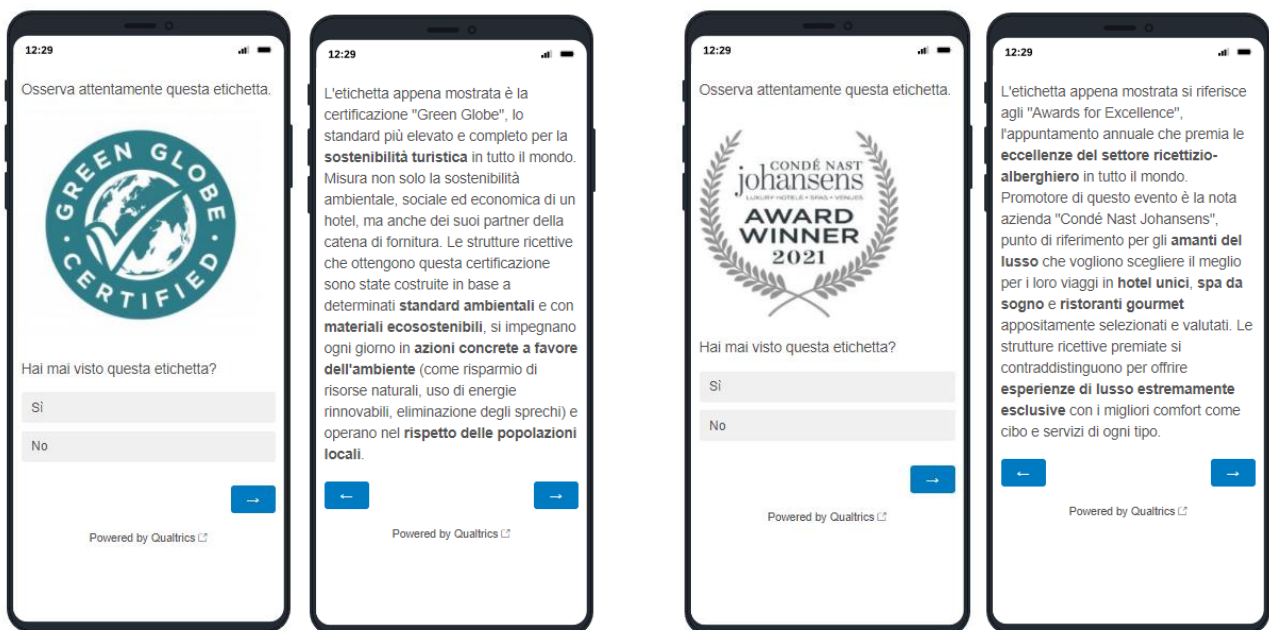 12:29
Osserva attentamente questa etichetta.
GREEN GLOBE
CERTIFIED
Hai mai visto questa etichetta?
Sì
No
→
Powered by Qualtrics
12:29
L'etichetta appena mostrata è la
certificazione "Green Globe", lo
standard più elevato e completo per la
sostenibilità turistica in tutto il mondo.
Misura non solo la sostenibilità
ambientale, sociale ed economica di un
hotel, ma anche dei suoi partner della
catena di fornitura. Le strutture ricettive
che ottengono questa certificazione
sono state costruite in base a
determinati standard ambientali e con
materiali ecosostenibili, si impegnano
ogni giorno in azioni concrete a favore
dell'ambiente (come risparmio di
risorse naturali, uso di energie
rinnovabili, eliminazione degli sprechi) e
operano nel rispetto delle popolazioni
locali.
← →
Powered by Qualtrics
12:29
Osserva attentamente questa etichetta.
CONDÉ NAST
johansens
LUXURY HOTELS • SPAS • VENUES
AWARD
WINNER
2021
Hai mai visto questa etichetta?
Sì
No
→
Powered by Qualtrics
12:29
L'etichetta appena mostrata si riferisce
agli "Awards for Excellence",
l'appuntamento annuale che premia le
eccellenze del settore ricettizio-
alberghiero in tutto il mondo.
Promotore di questo evento è la nota
azienda "Condé Nast Johansens",
punto di riferimento per gli amanti del
lusso che vogliono scegliere il meglio
per i loro viaggi in hotel unici, spa da
sogno e ristoranti gourmet
appositamente selezionati e valutati. Le
strutture ricettive premiate si
contraddistinguono per offrire
esperienze di lusso estremamente
esclusive con i migliori comfort come
cibo e servizi di ogni tipo.
← →
Powered by Qualtrics